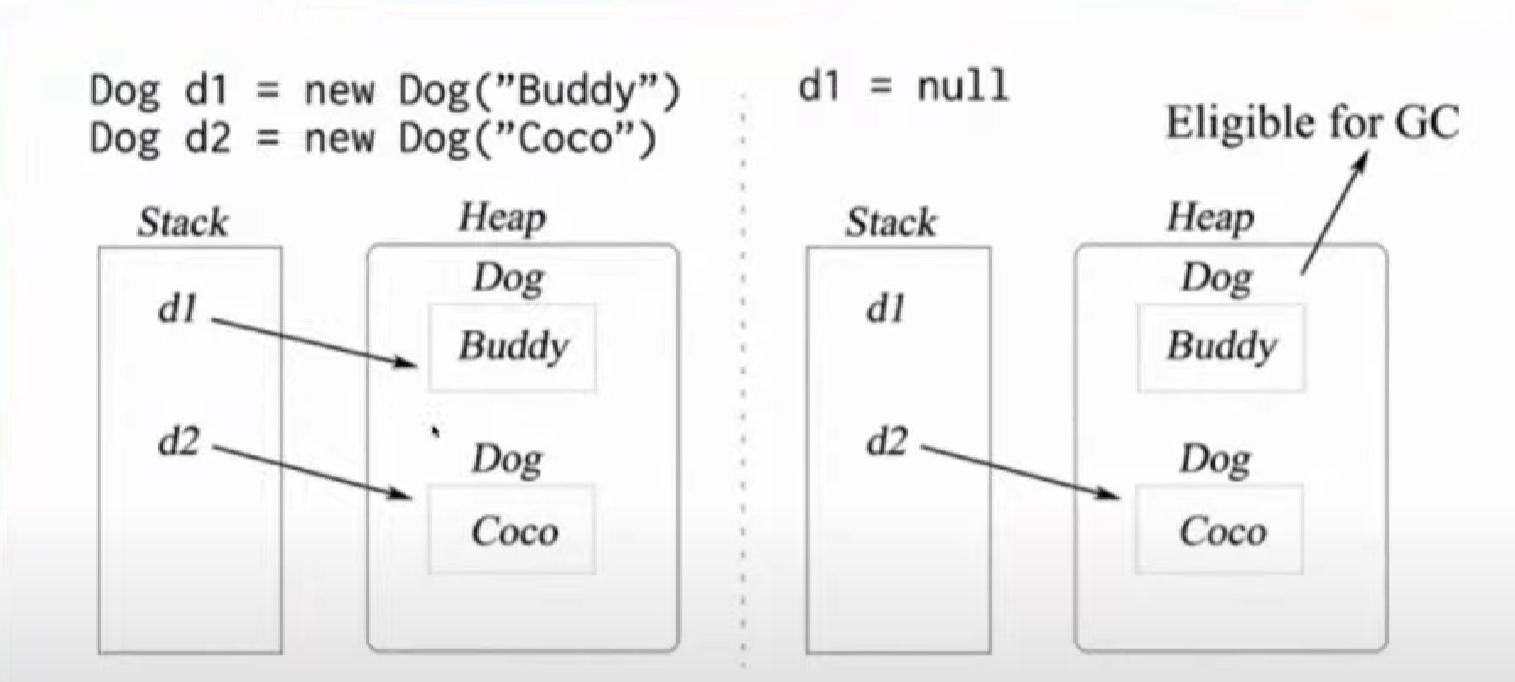 Dog d1 = new Dog(”Buddy”)
Dog d2 = new Dog(”Coco”)
Stack
Heap
d1
d2
Dog
Buddy
Dog
Coco
d1 = null
Eligible for GC
Stack
Heap
d1
d2
Dog
Buddy
Dog
Coco